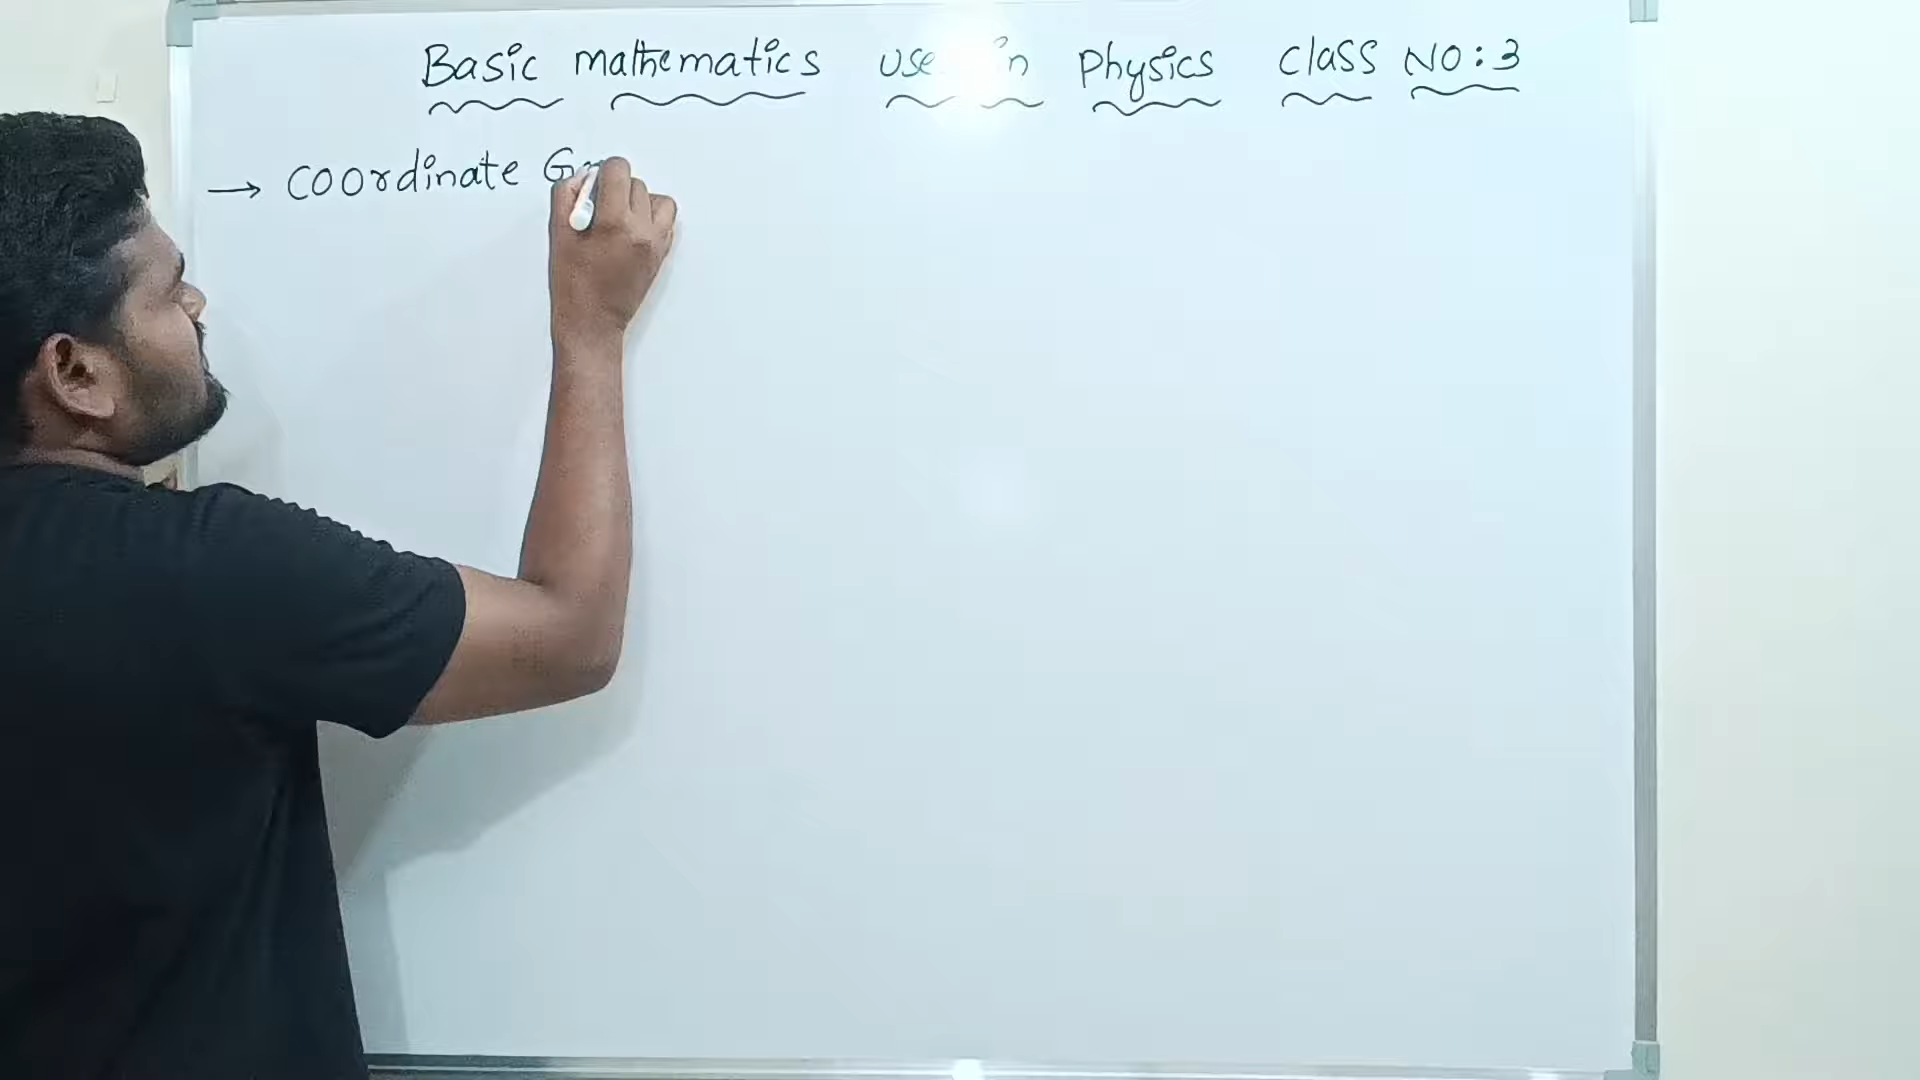 Basic mathematics use in Physics class NO:3
→ COOrdinate